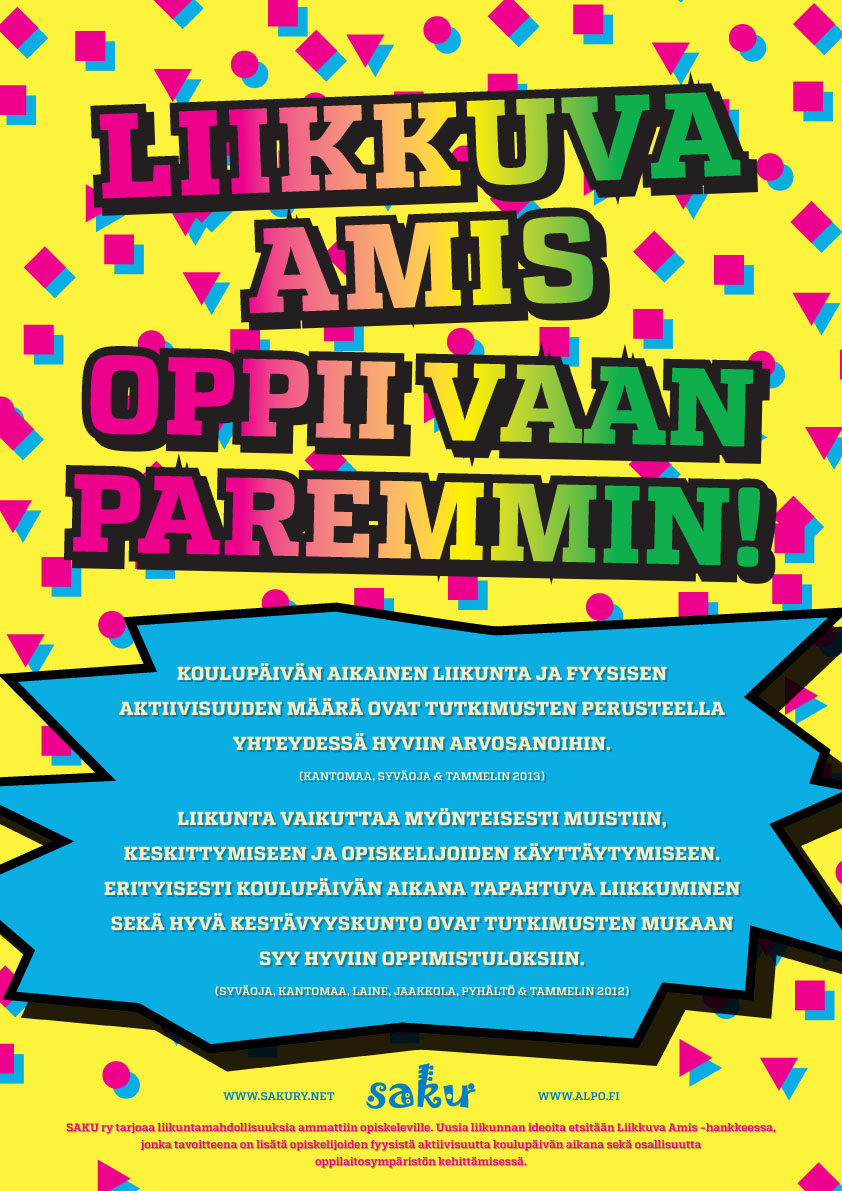 LIIKKUVA
AMIS
OPPII VAAN
PAREMMIN!
KOULUPÄIVÄN AIKAINEN LIIKUNTA JA FYYSISEN
AKTIIVISUUDEN MÄÄRÄ OVAT TUTKIMUSTEN PERUSTEELLA
YHTEYDESSÄ HYVIIN ARVOSANOIHIN.
(KANTOMAA, SYVÄOJA & TAMMELIN 2013)
LIIKUNTA VAIKUTTAA MYÖNTEISESTI MUISTIIN,
KESKITTYMISEEN JA OPISKELIJOIDEN KÄYTTÄYTYMISEEN.
ERITYISESTI KOULUPÄIVÄN AIKANA TAPAHTUVA LIIKKUMINEN
SEKÄ HYVÄ KESTÄVYYSKUNTO OVAT TUTKIMUSTEN MUKAAN
SYY HYVIIN OPPIMISTULOKSIIN.
(SYVÄOJA, KANTOMAA, LAINE, JAAKKOLA, PYHÄLTÖ & TAMMELIN 2012)
WWW.SAKURY.NET saku WWW.ALPO.FI
SAKU ry tarjoaa liikuntamahdollisuuksia ammattiin opiskeleville. Uusia liikunnan ideoita etsitään Liikkuva Amis -hankkeessa,
jonka tavoitteena on lisätä opiskelijoiden fyysistä aktiivisuutta koulupäivän aikana sekä osallisuutta
oppilaitosympäristön kehittämisessä.